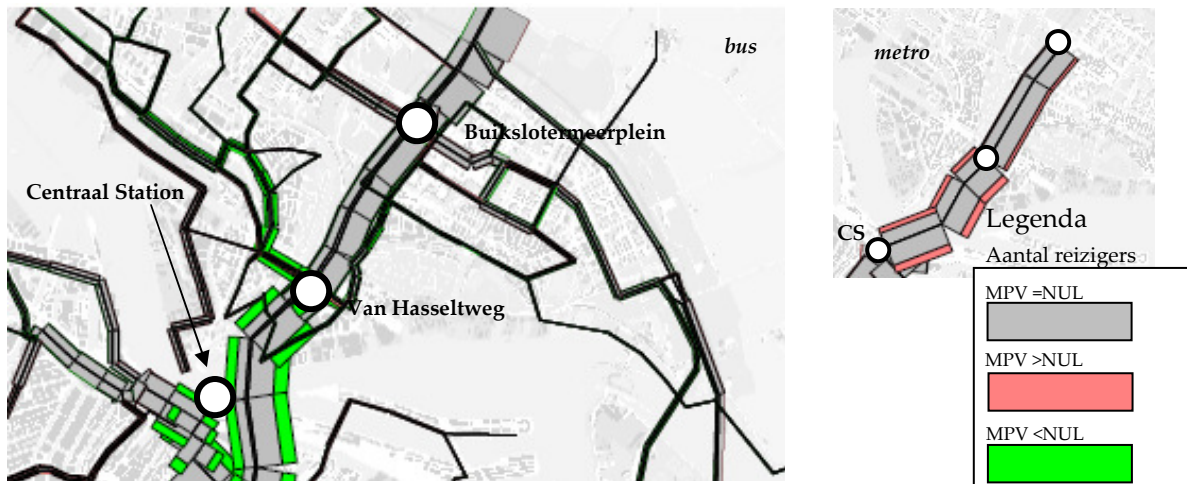 bus
Buikslotermeerplein
Centraal Station
Van Hasseltweg
metro
CS
Legenda
Aantal reizigers
MPV =NUL
MPV >NUL
MPV <NUL